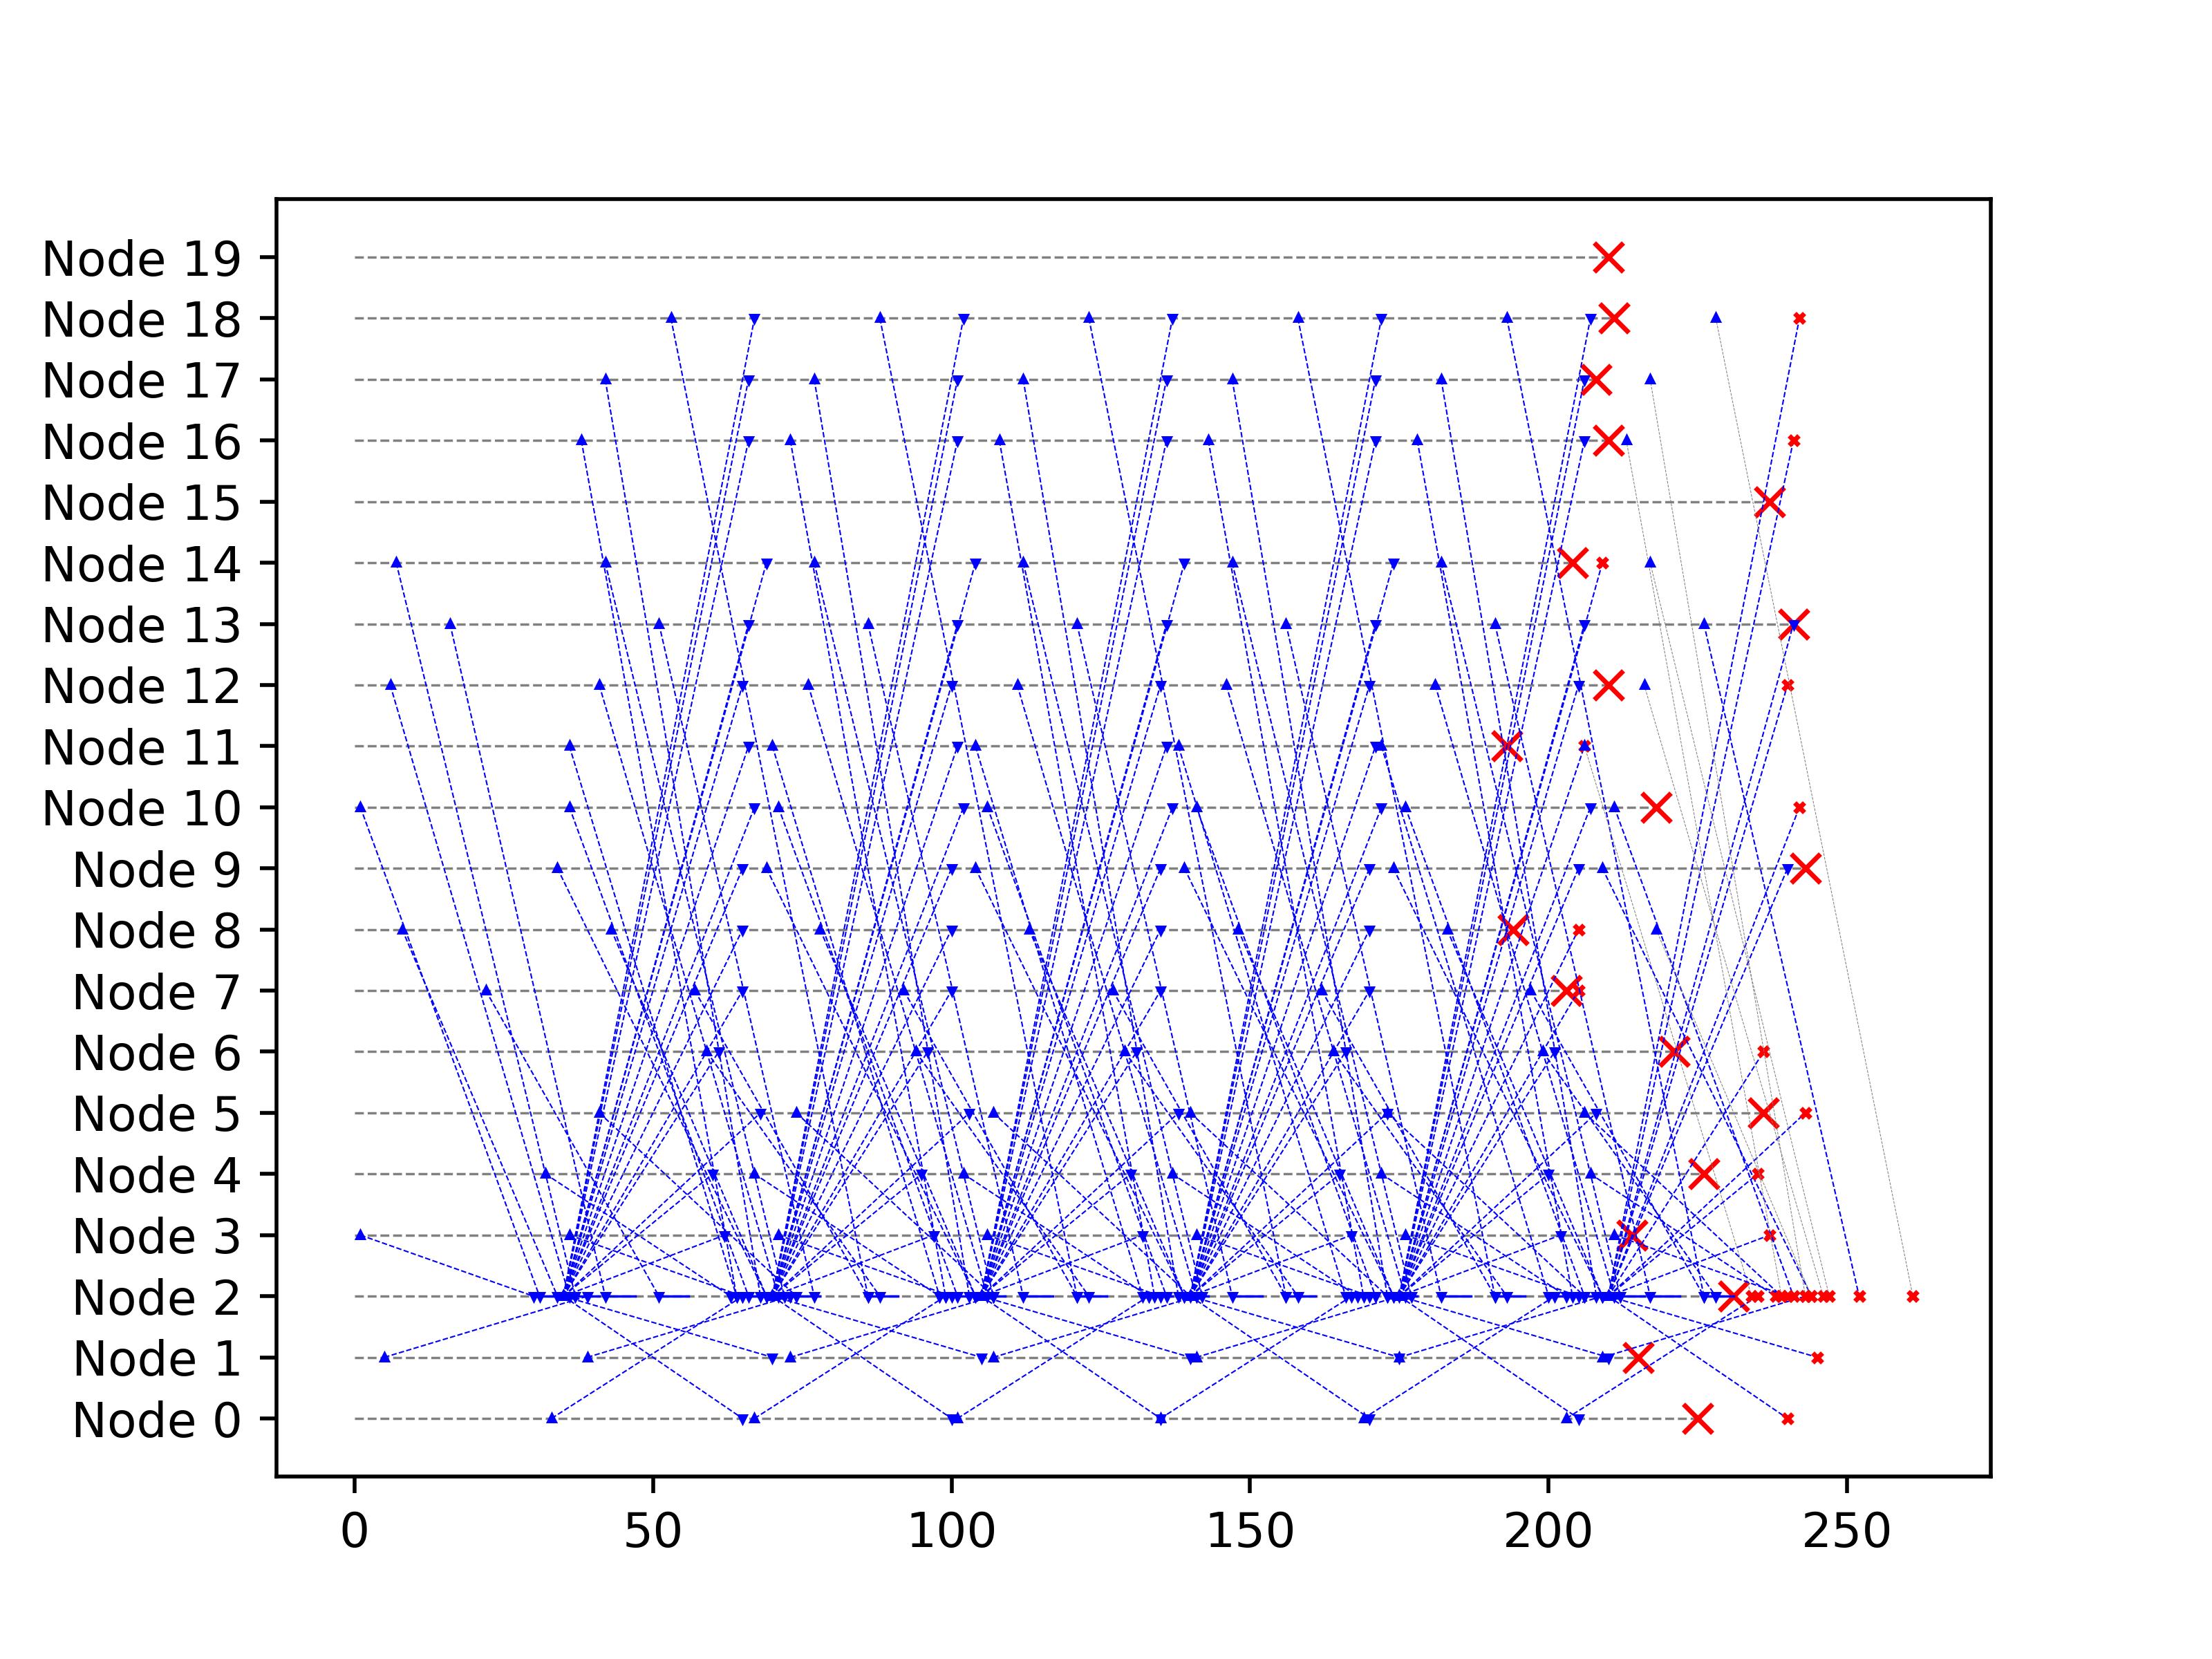 Node 19
Node 18
Node 17
Node 16
Node 15
Node 14
Node 13
Node 12
Node 11
Node 10
Node 9
Node 8
Node 7
Node 6
Node 5
Node 4
Node 3
Node 2
Node 1
Node 0
0 50 100 150 200 250